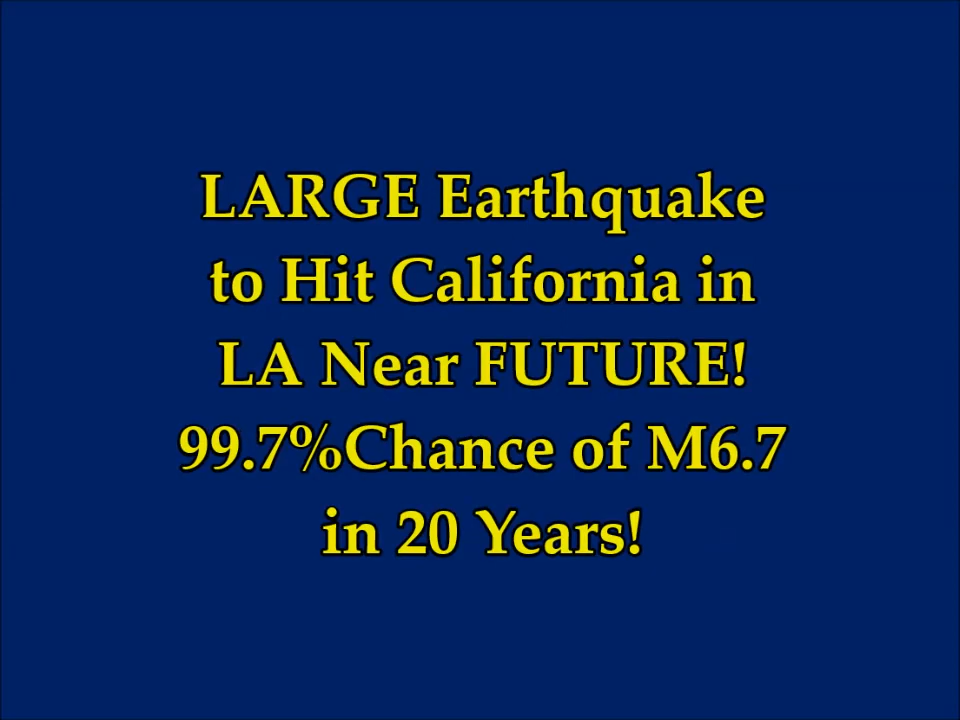 LARGE Earthquake
to Hit California in
LA Near FUTURE!
99.7%Chance of M6.7
in 20 Years!